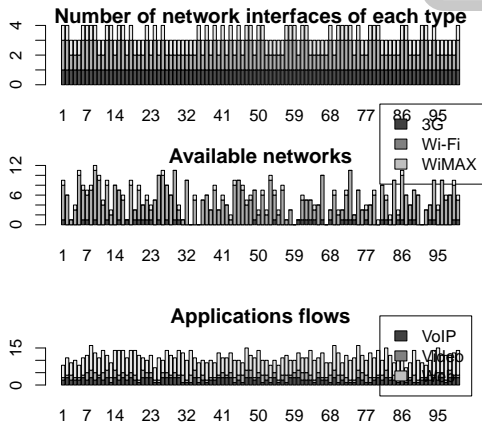 Number of network interfaces of each type
4
2
0
1 7 14 23 32 41 50 59 68 77 86 95
3G
Wi-Fi
WiMAX
Available networks
12
6
0
1 7 14 23 32 41 50 59 68 77 86 95
Applications flows
15
0
VoIP
Video
Web
1 7 14 23 32 41 50 59 68 77 86 95